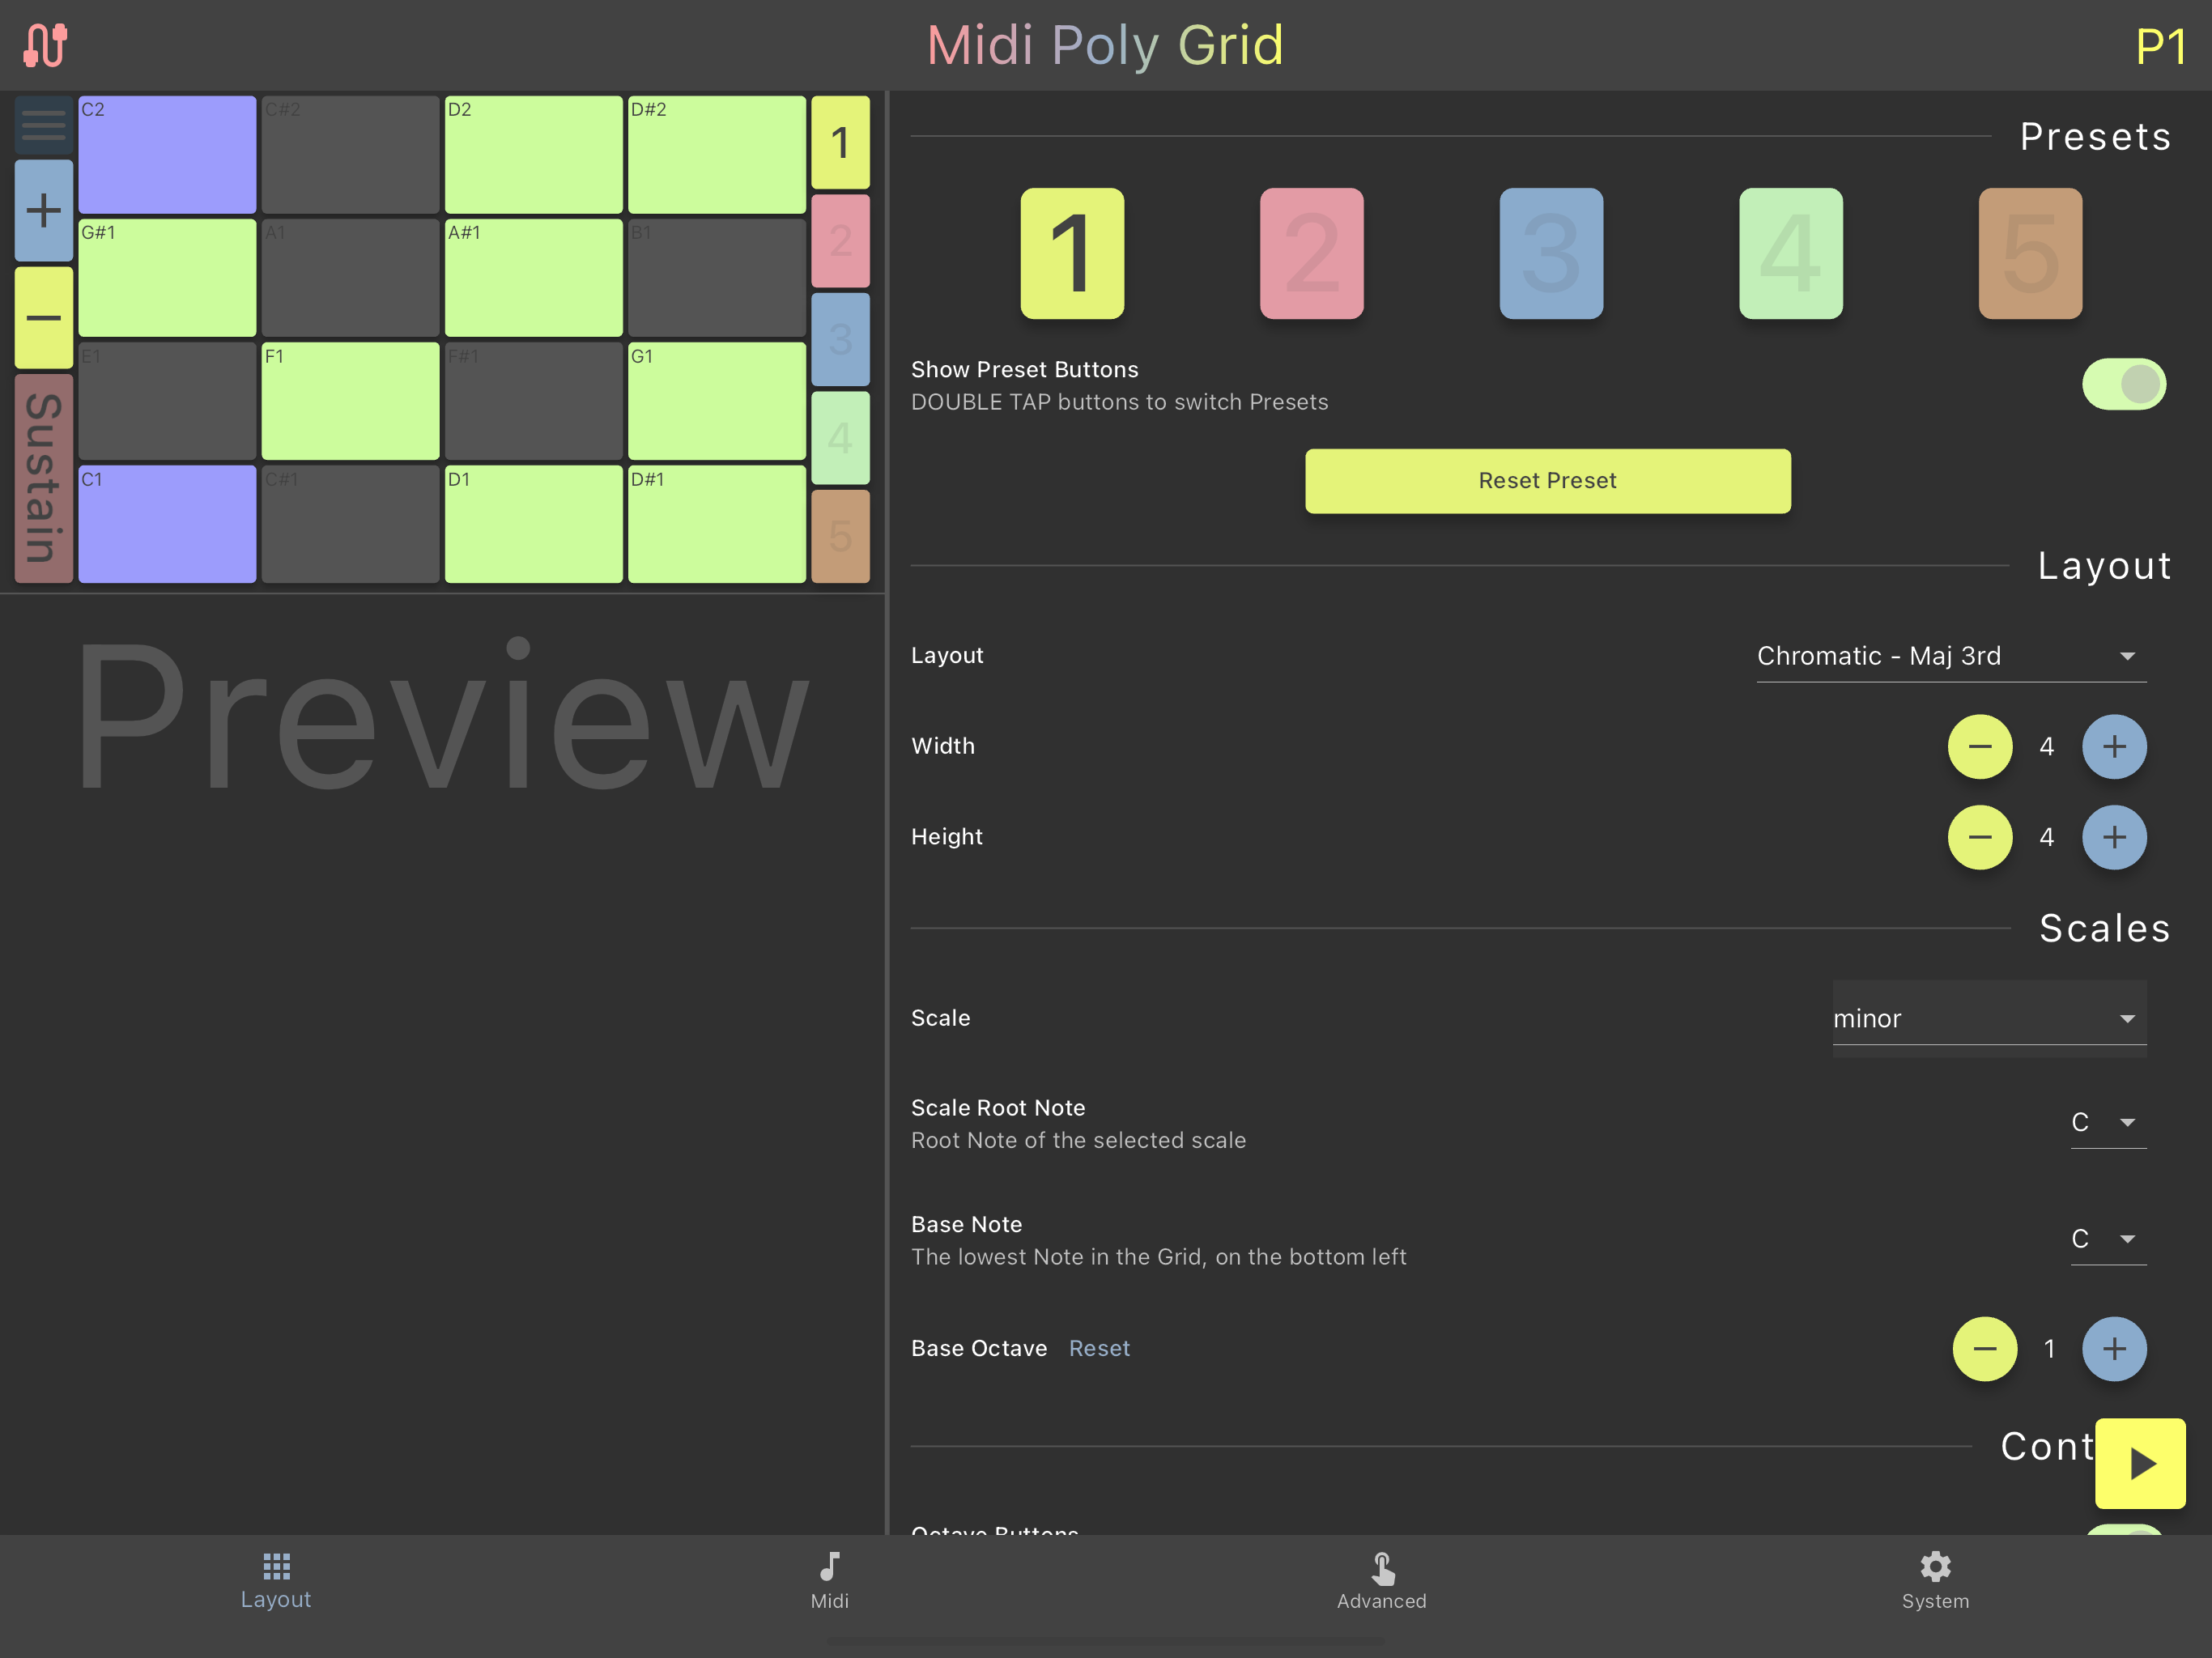 Midi Poly Grid
P1
C2
C#2
D2
D#2
G#1
A1
A#1
B1
E1
F1
F#1
G1
C1
C#1
D1
D#1
+
−
Sustain
1
2
3
4
5
Preview
Presets
1
2
3
4
5
Show Preset Buttons
DOUBLE TAP buttons to switch Presets
Reset Preset
Layout
Layout
Chromatic - Maj 3rd
Width
− 4 +
Height
− 4 +
Scales
Scale
minor
Scale Root Note
C
Root Note of the selected scale
Base Note
C
The lowest Note in the Grid, on the bottom left
Base Octave Reset
− 1 +
Cont
Octave Buttons
Layout
Midi
Advanced
System